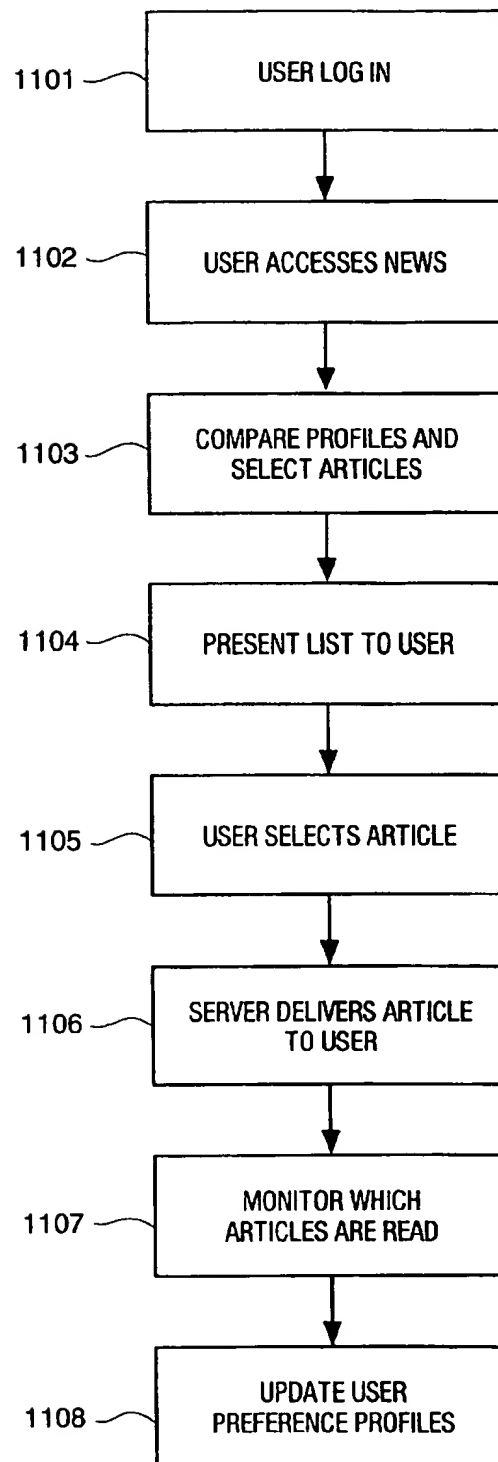 1101
USER LOG IN
1102
USER ACCESSES NEWS
1103
COMPARE PROFILES AND
SELECT ARTICLES
1104
PRESENT LIST TO USER
1105
USER SELECTS ARTICLE
1106
SERVER DELIVERS ARTICLE
TO USER
1107
MONITOR WHICH
ARTICLES ARE READ
1108
UPDATE USER
PREFERENCE PROFILES